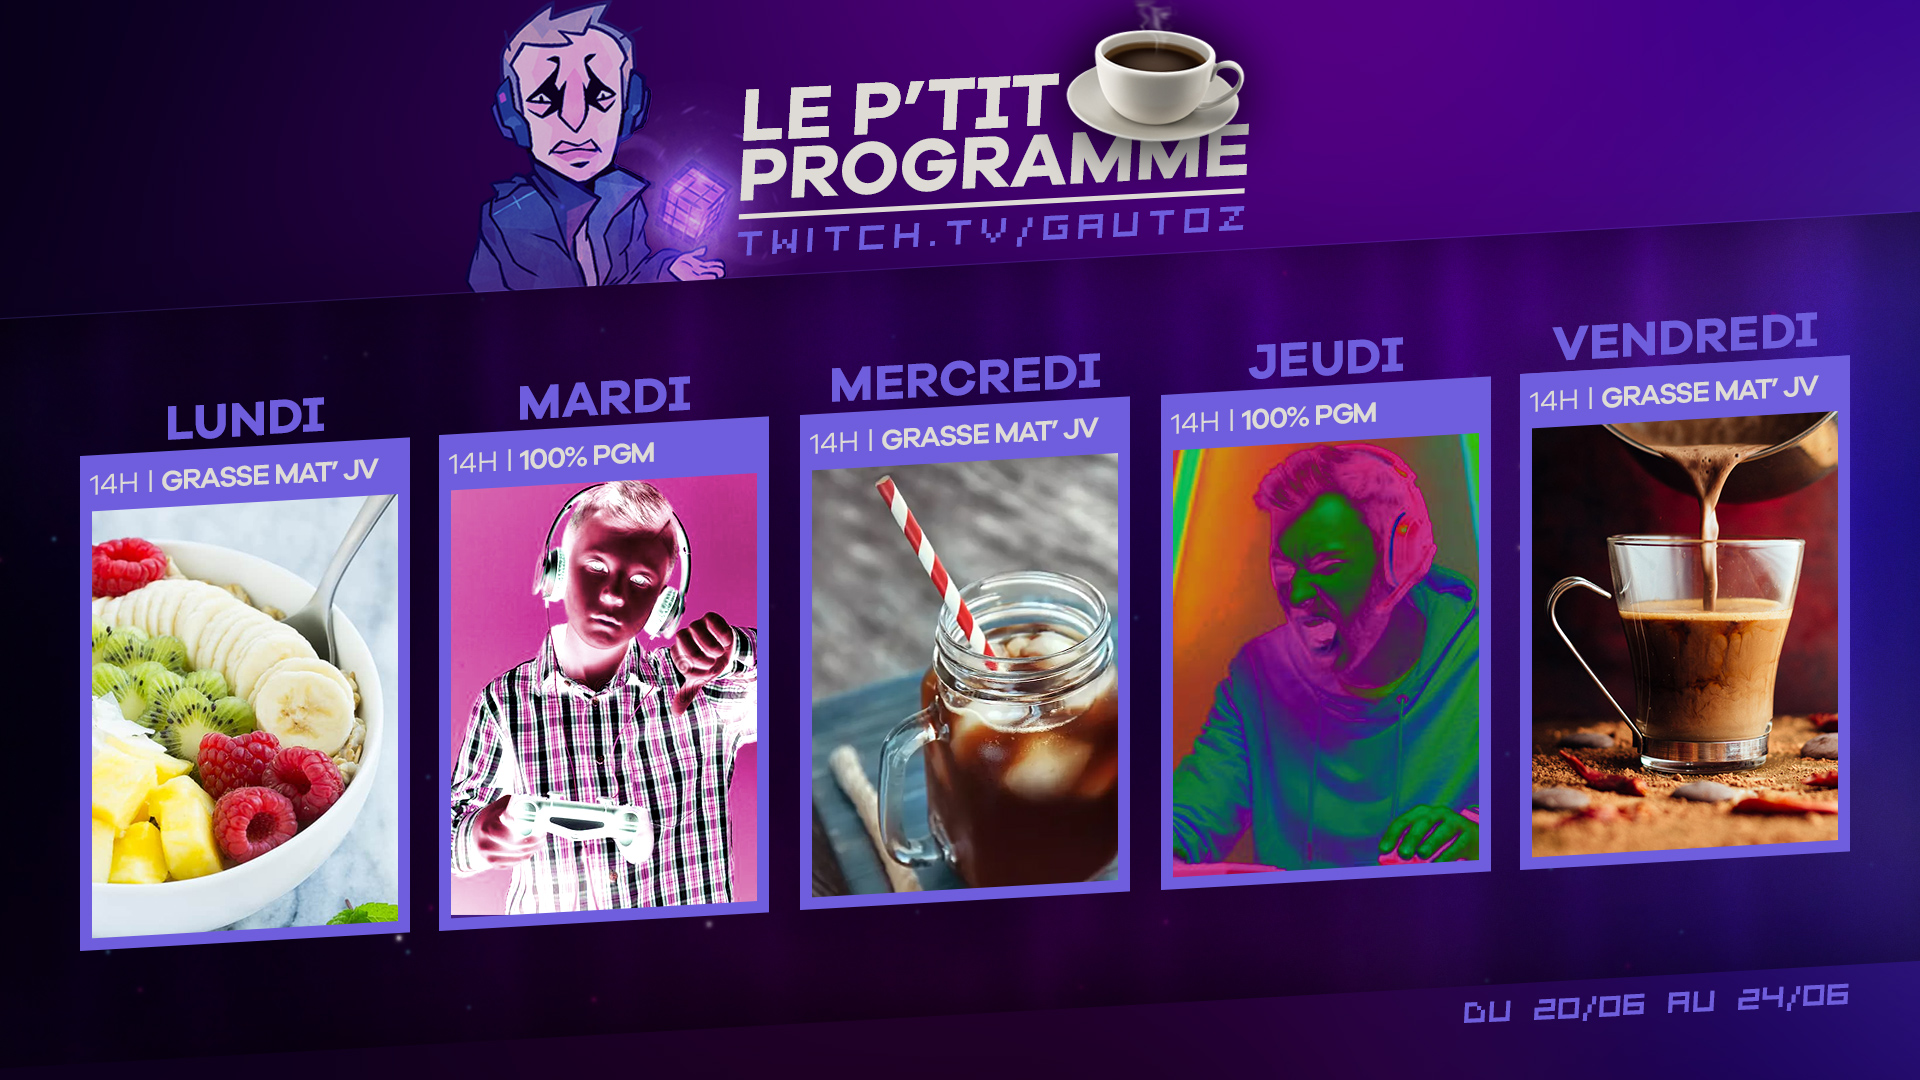 LE P'TIT
PROGRAMME
TWITCH.TV/GAUTOZ
LUNDI
14H | GRASSE MAT' JV
MARDI
14H | 100% PGM
MERCREDI
14H | GRASSE MAT' JV
JEUDI
14H | 100% PGM
VENDREDI
14H | GRASSE MAT' JV
DU 20/06 AU 24/06